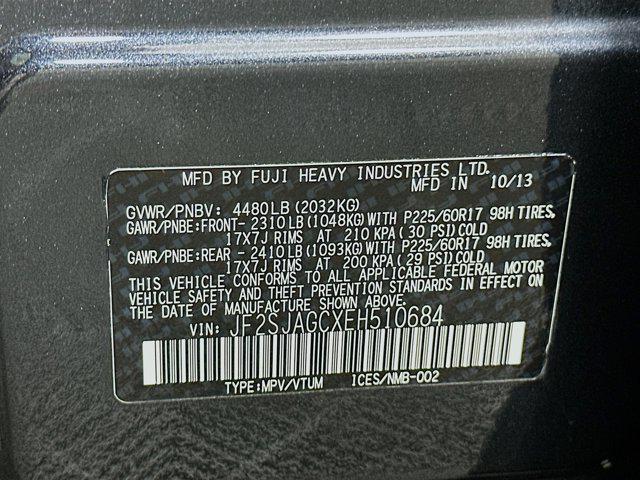 MFD BY FUJI HEAVY INDUSTRIES LTD.
MFD IN 10/13
GVWR/PNBV: 4480LB(2032KG)
GAWR/PNBE:FRONT- 2310LB(1048KG)WITH P225/60R17 98H TIRES,
17X7J RIMS AT 210 KPA(30 PSI)COLD
GAWR/PNBE:REAR - 2410LB(1093KG)WITH P225/60R17 98H TIRES,
17X7J RIMS AT 200 KPA(29 PSI)COLD
THIS VEHICLE CONFORMS TO ALL APPLICABLE FEDERAL MOTOR
VEHICLE SAFETY AND THEFT PREVENTION STANDARDS IN EFFECT ON
THE DATE OF MANUFACTURE SHOWN ABOVE.
VIN: JF2SJAGCXEH510684
TYPE:MPV/VTUM ICES/NMB-002